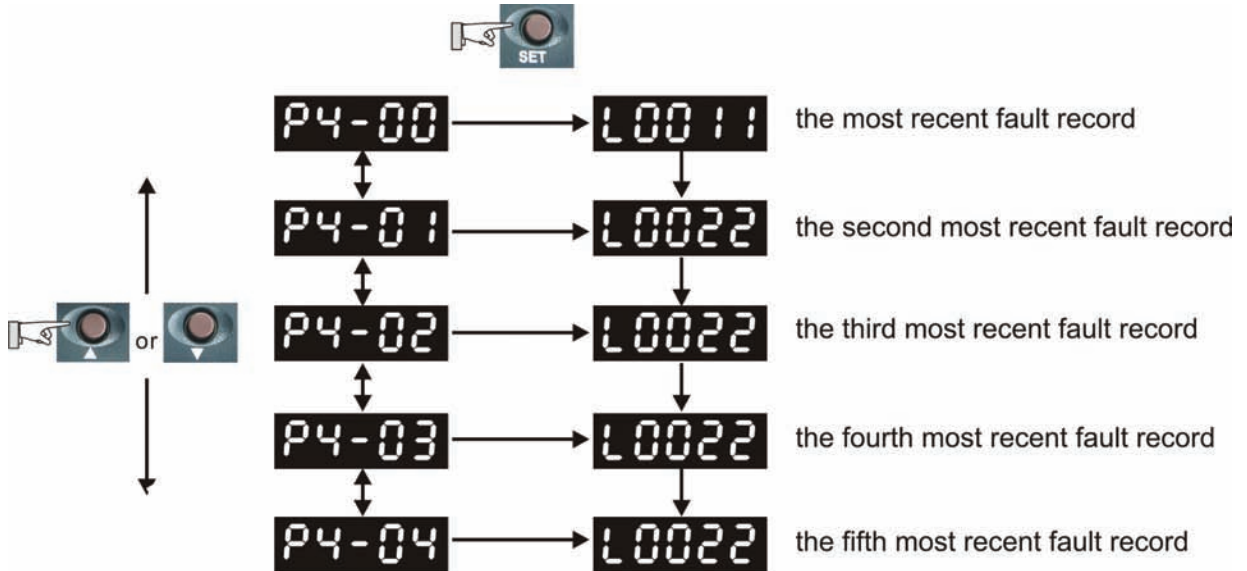 SET
P4-00 L0011 the most recent fault record
P4-01 L0022 the second most recent fault record
or
P4-02 L0022 the third most recent fault record
P4-03 L0022 the fourth most recent fault record
P4-04 L0022 the fifth most recent fault record